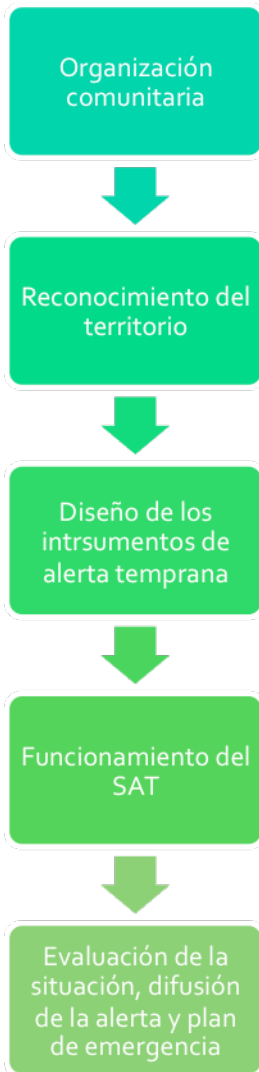 Organización
comunitaria
Reconocimiento del
territorio
Diseño de los
intrsumentos de
alerta temprana
Funcionamiento del
SAT
Evaluación de la
situación, difusión
de la alerta y plan
de emergencia